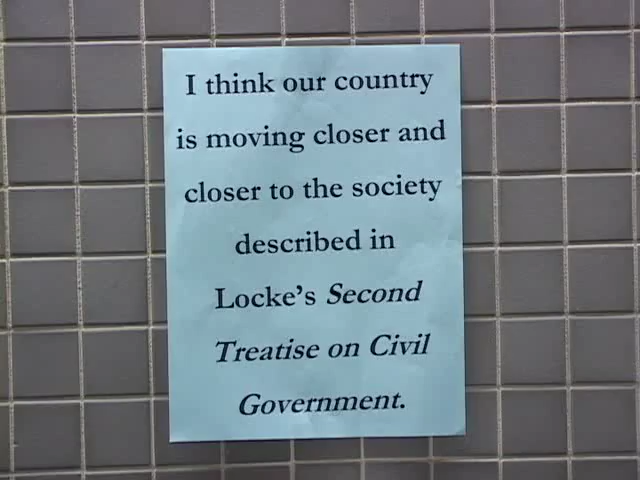 I think our country
is moving closer and
closer to the society
described in
Locke's Second
Treatise on Civil
Government.